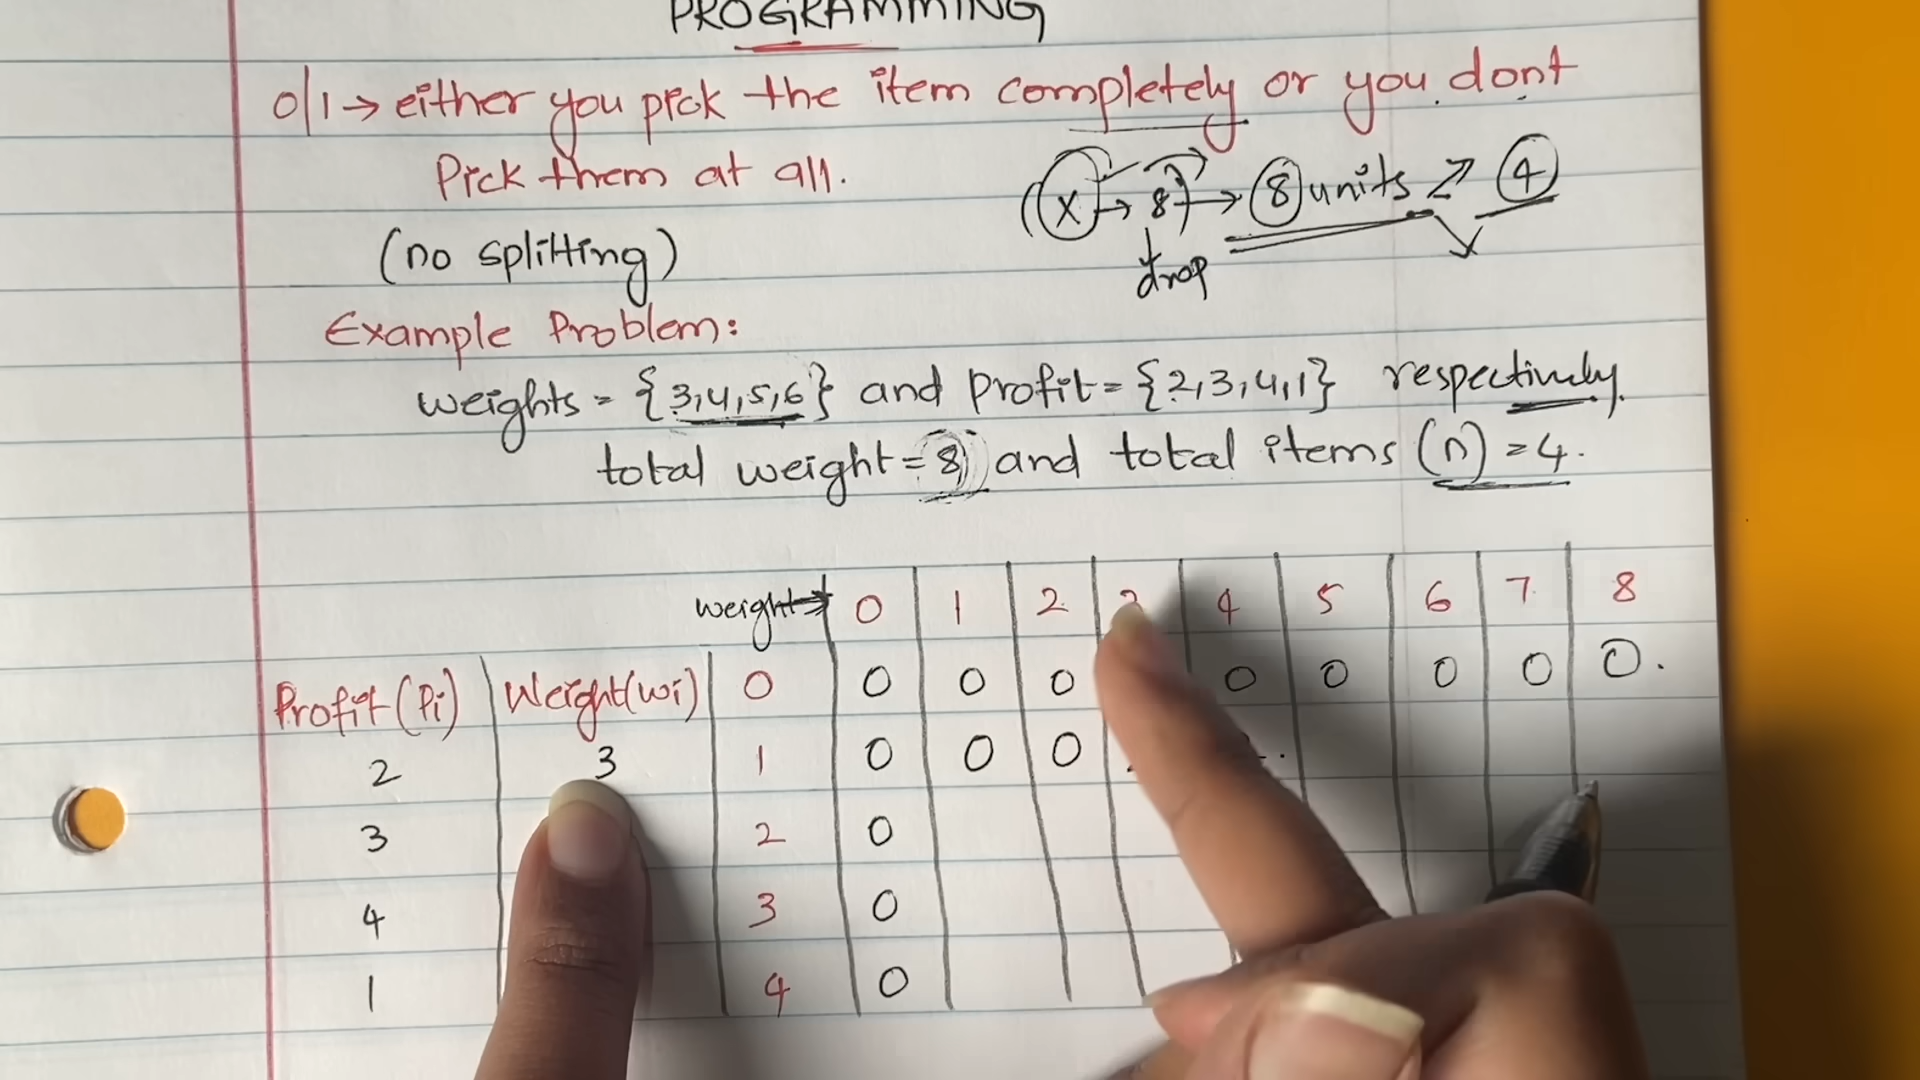 PROGRAMMING
0/1→ either you pick the item completely or you dont
Pick them at all.
(x → 8) → 8 units > 4
drop
(no splitting)
Example Problem:
weights = {3,4,5,6} and Profit = {2,3,4,1} respectively.
total weight = 8 and total items (n) = 4.
weight→ 0 1 2 3 4 5 6 7 8
Profit(Pi) Weight(wi) 0 0 0 0 0 0 0 0 0.
2 3 1 0 0 0
3 2 0
4 3 0
1 4 0